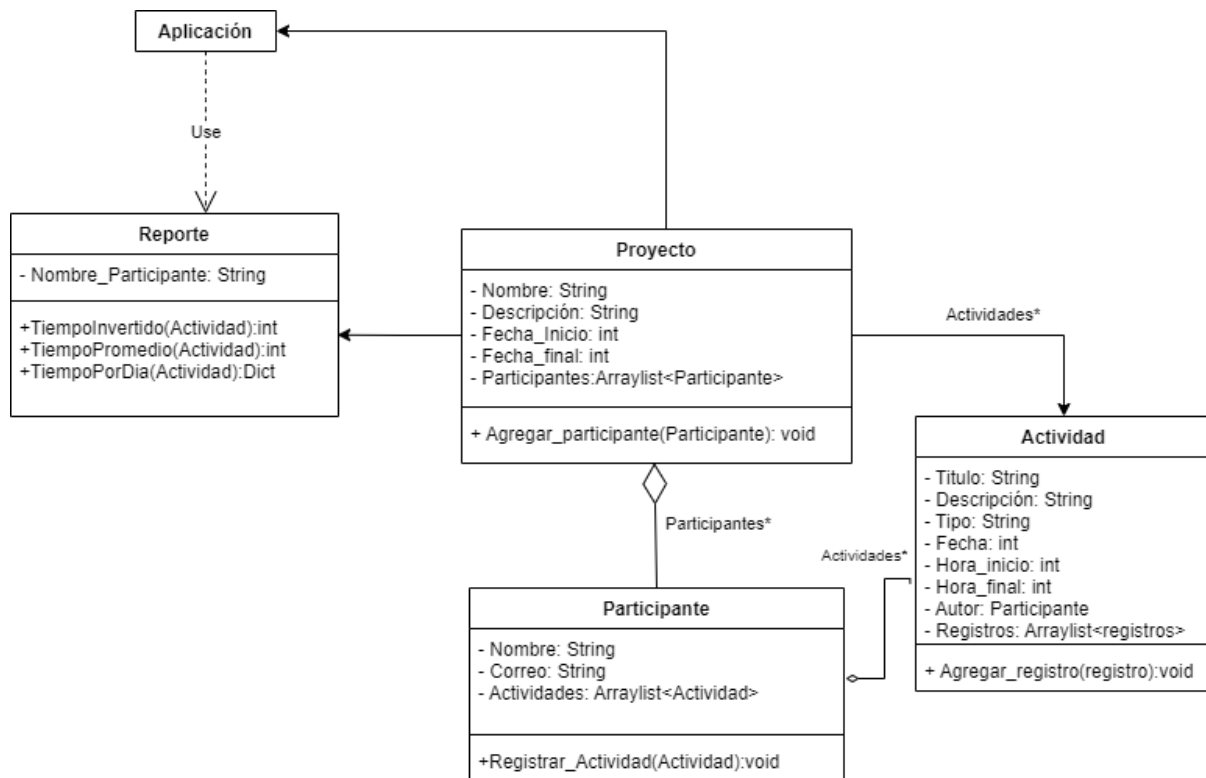 Aplicación
Use
Reporte
- Nombre_Participante: String
+TiempoInvertido(Actividad):int
+TiempoPromedio(Actividad):int
+TiempoPorDia(Actividad):Dict
Proyecto
- Nombre: String
- Descripción: String
- Fecha_Inicio: int
- Fecha_final: int
- Participantes:Arraylist<Participante>
+ Agregar_participante(Participante): void
Actividades*
Actividad
- Titulo: String
- Descripción: String
- Tipo: String
- Fecha: int
- Hora_inicio: int
- Hora_final: int
- Autor: Participante
- Registros: Arraylist<registros>
+ Agregar_registro(registro):void
Participantes*
Actividades*
Participante
- Nombre: String
- Correo: String
- Actividades: Arraylist<Actividad>
+Registrar_Actividad(Actividad):void